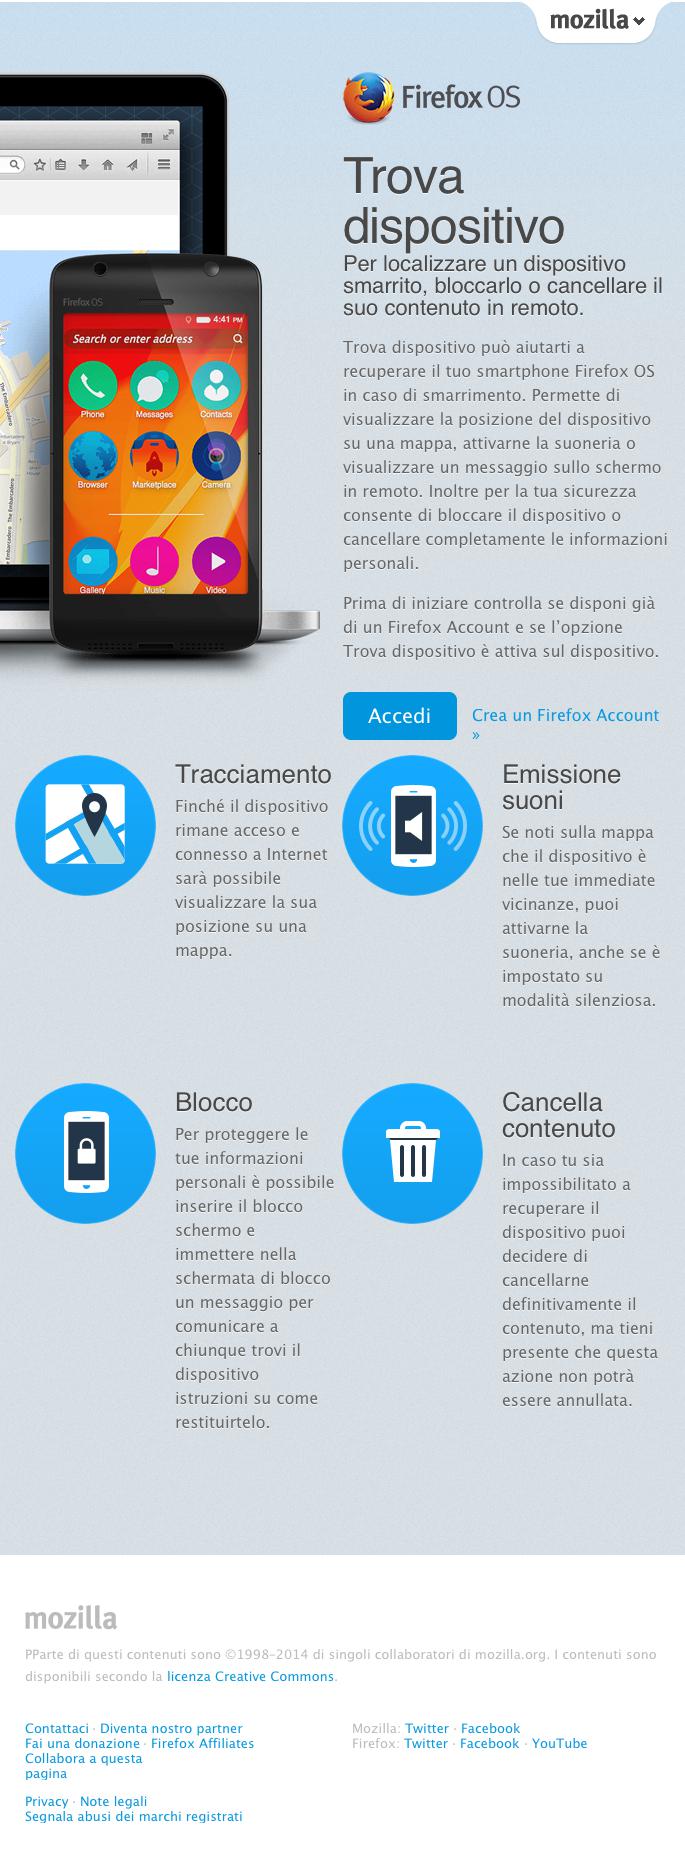 mozilla
Firefox OS
Trova
dispositivo
Per localizzare un dispositivo
smarrito, bloccarlo o cancellare il
suo contenuto in remoto.
Trova dispositivo può aiutarti a
recuperare il tuo smartphone Firefox OS
in caso di smarrimento. Permette di
visualizzare la posizione del dispositivo
su una mappa, attivarne la suoneria o
visualizzare un messaggio sullo schermo
in remoto. Inoltre per la tua sicurezza
consente di bloccare il dispositivo o
cancellare completamente le informazioni
personali.
Prima di iniziare controlla se disponi già
di un Firefox Account e se l’opzione
Trova dispositivo è attiva sul dispositivo.
Accedi
Crea un Firefox Account
»
Firefox OS
4:41 PM
Search or enter address
Phone Messages Contacts
Browser Marketplace Camera
Gallery Music Video
The Embarcadero
The Embarcadero
Tracciamento
Finché il dispositivo
rimane acceso e
connesso a Internet
sarà possibile
visualizzare la sua
posizione su una
mappa.
Emissione
suoni
Se noti sulla mappa
che il dispositivo è
nelle tue immediate
vicinanze, puoi
attivarne la
suoneria, anche se è
impostato su
modalità silenziosa.
Blocco
Per proteggere le
tue informazioni
personali è possibile
inserire il blocco
schermo e
immettere nella
schermata di blocco
un messaggio per
comunicare a
chiunque trovi il
dispositivo
istruzioni su come
restituirtelo.
Cancella
contenuto
In caso tu sia
impossibilitato a
recuperare il
dispositivo puoi
decidere di
cancellarne
definitivamente il
contenuto, ma tieni
presente che questa
azione non potrà
essere annullata.
mozilla
PParte di questi contenuti sono ©1998–2014 di singoli collaboratori di mozilla.org. I contenuti sono
disponibili secondo la licenza Creative Commons.
Contattaci · Diventa nostro partner
Fai una donazione · Firefox Affiliates
Collabora a questa
pagina
Privacy · Note legali
Segnala abusi dei marchi registrati
Mozilla: Twitter · Facebook
Firefox: Twitter · Facebook · YouTube